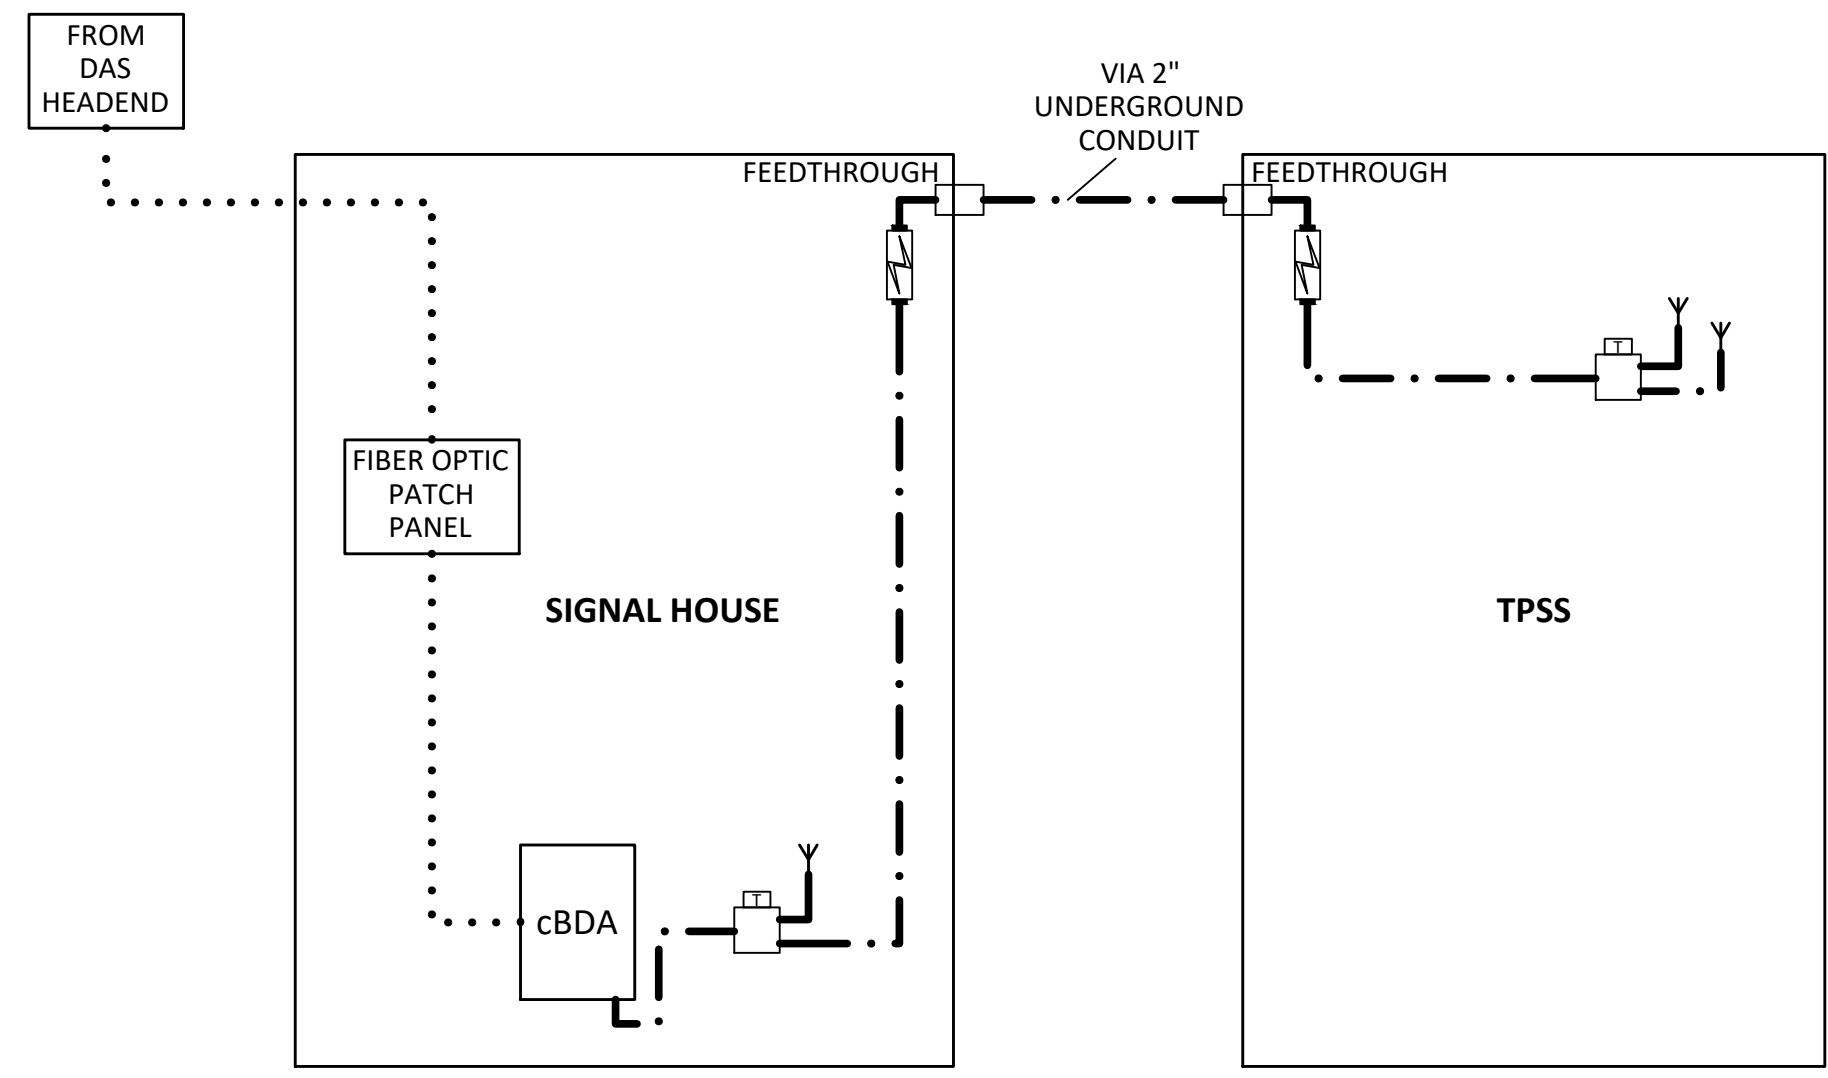 FROM
DAS
HEADEND
VIA 2"
UNDERGROUND
CONDUIT
FEEDTHROUGH
FEEDTHROUGH
T
FIBER OPTIC
PATCH
PANEL
SIGNAL HOUSE
TPSS
T
cBDA